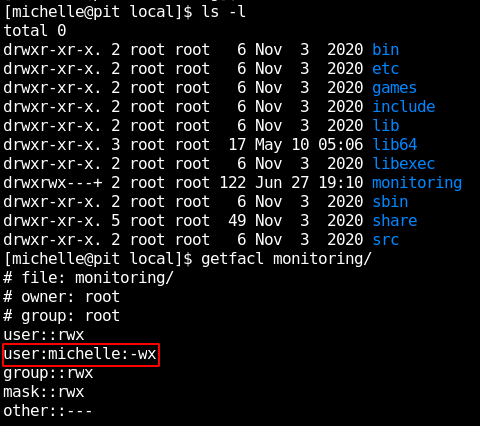 [michelle@pit local]$ ls -l
total 0
drwxr-xr-x. 2 root root   6 Nov  3  2020 bin
drwxr-xr-x. 2 root root   6 Nov  3  2020 etc
drwxr-xr-x. 2 root root   6 Nov  3  2020 games
drwxr-xr-x. 2 root root   6 Nov  3  2020 include
drwxr-xr-x. 2 root root   6 Nov  3  2020 lib
drwxr-xr-x. 3 root root  17 May 10 05:06 lib64
drwxr-xr-x. 2 root root   6 Nov  3  2020 libexec
drwxrwx---+ 2 root root 122 Jun 27 19:10 monitoring
drwxr-xr-x. 2 root root   6 Nov  3  2020 sbin
drwxr-xr-x. 5 root root  49 Nov  3  2020 share
drwxr-xr-x. 2 root root   6 Nov  3  2020 src
[michelle@pit local]$ getfacl monitoring/
# file: monitoring/
# owner: root
# group: root
user::rwx
user:michelle:-wx
group::rwx
mask::rwx
other::---